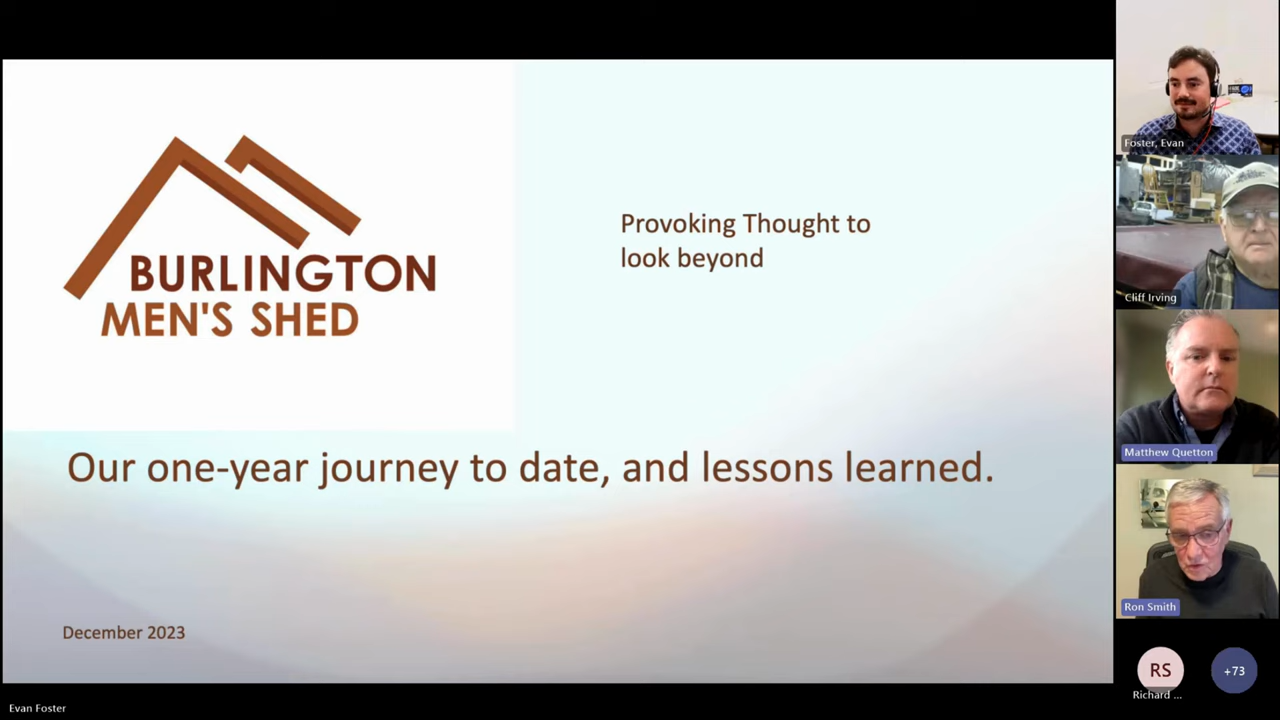 BURLINGTON
MEN'S SHED
Provoking Thought to
look beyond
Our one-year journey to date, and lessons learned.
December 2023
Evan Foster
Foster, Evan
Cliff Irving
Matthew Quetton
Ron Smith
RS
Richard ...
+73